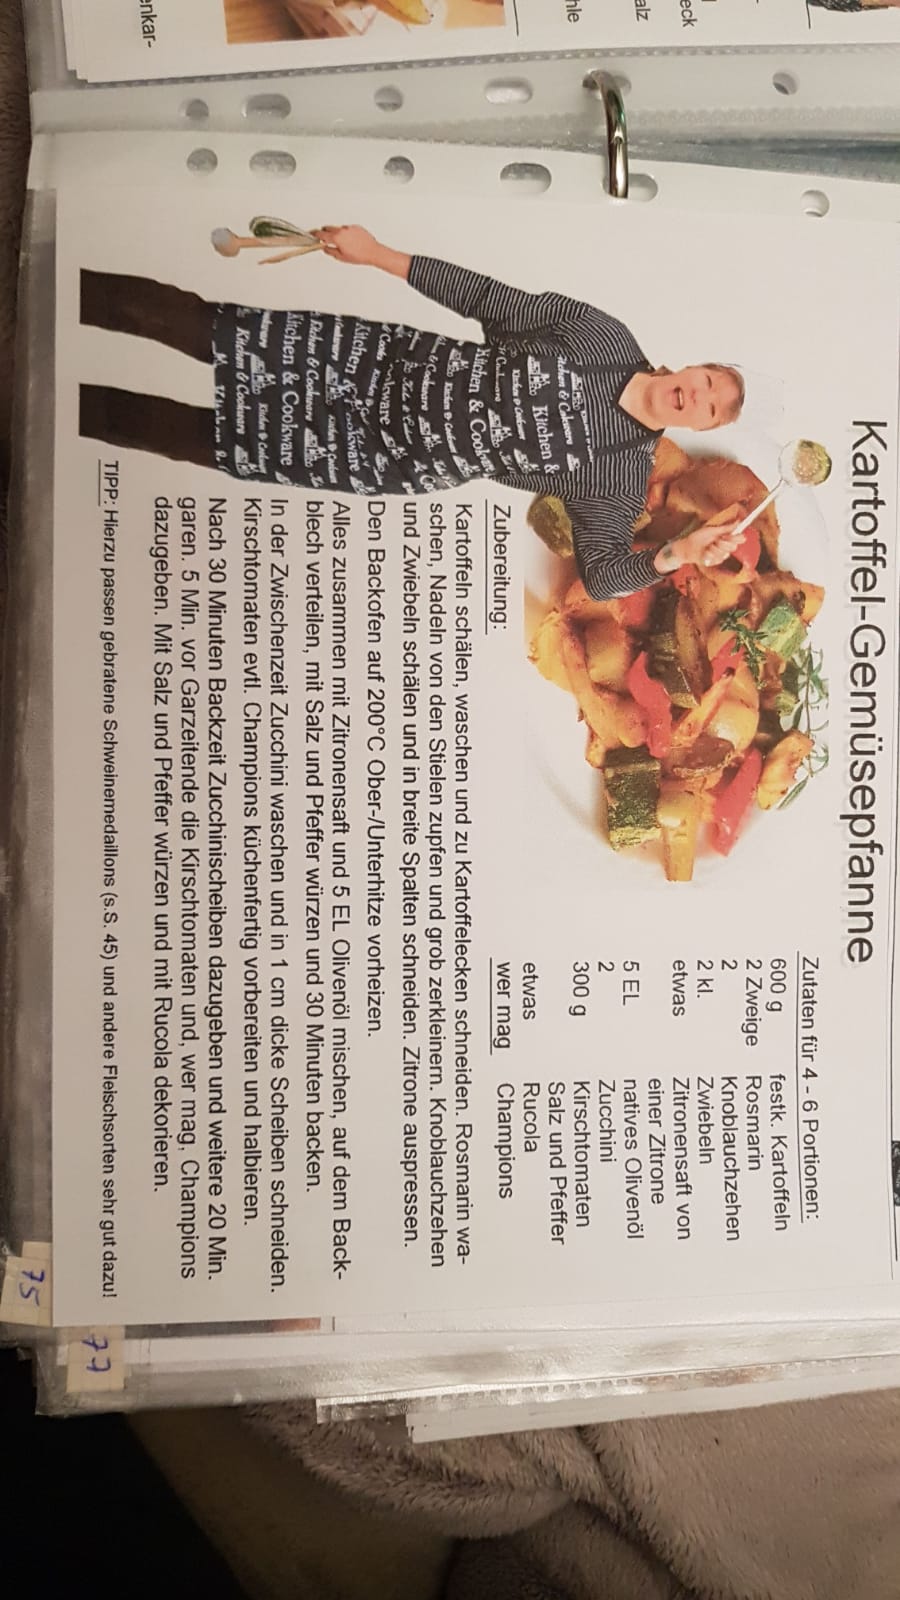 Kartoffel-Gemüsepfanne
Zutaten für 4 - 6 Portionen:
600 g festk. Kartoffeln
2 Zweige Rosmarin
2 Knoblauchzehen
2 kl. Zwiebeln
etwas Zitronensaft von
einer Zitrone
5 EL natives Olivenöl
2 Zucchini
300 g Kirschtomaten
Salz und Pfeffer
etwas Rucola
wer mag Champions
Zubereitung:
Kartoffeln schälen, waschen und zu Kartoffelecken schneiden. Rosmarin wa-
schen, Nadeln von den Stielen zupfen und grob zerkleinern. Knoblauchzehen
und Zwiebeln schälen und in breite Spalten schneiden. Zitrone auspressen.
Den Backofen auf 200°C Ober-/Unterhitze vorheizen.
Alles zusammen mit Zitronensaft und 5 EL Olivenöl mischen, auf dem Back-
blech verteilen, mit Salz und Pfeffer würzen und 30 Minuten backen.
In der Zwischenzeit Zucchini waschen und in 1 cm dicke Scheiben schneiden.
Kirschtomaten evtl. Champions küchenfertig vorbereiten und halbieren.
Nach 30 Minuten Backzeit Zucchinischeiben dazugeben und weitere 20 Min.
garen. 5 Min. vor Garzeitende die Kirschtomaten und, wer mag, Champions
dazugeben. Mit Salz und Pfeffer würzen und mit Rucola dekorieren.
TIPP: Hierzu passen gebratene Schweinemedaillons (s.S. 45) und andere Fleischsorten sehr gut dazu!
Kitchen & Cookware
Kitchen & Cookware
77
75
eck
alz
hle
enkar-